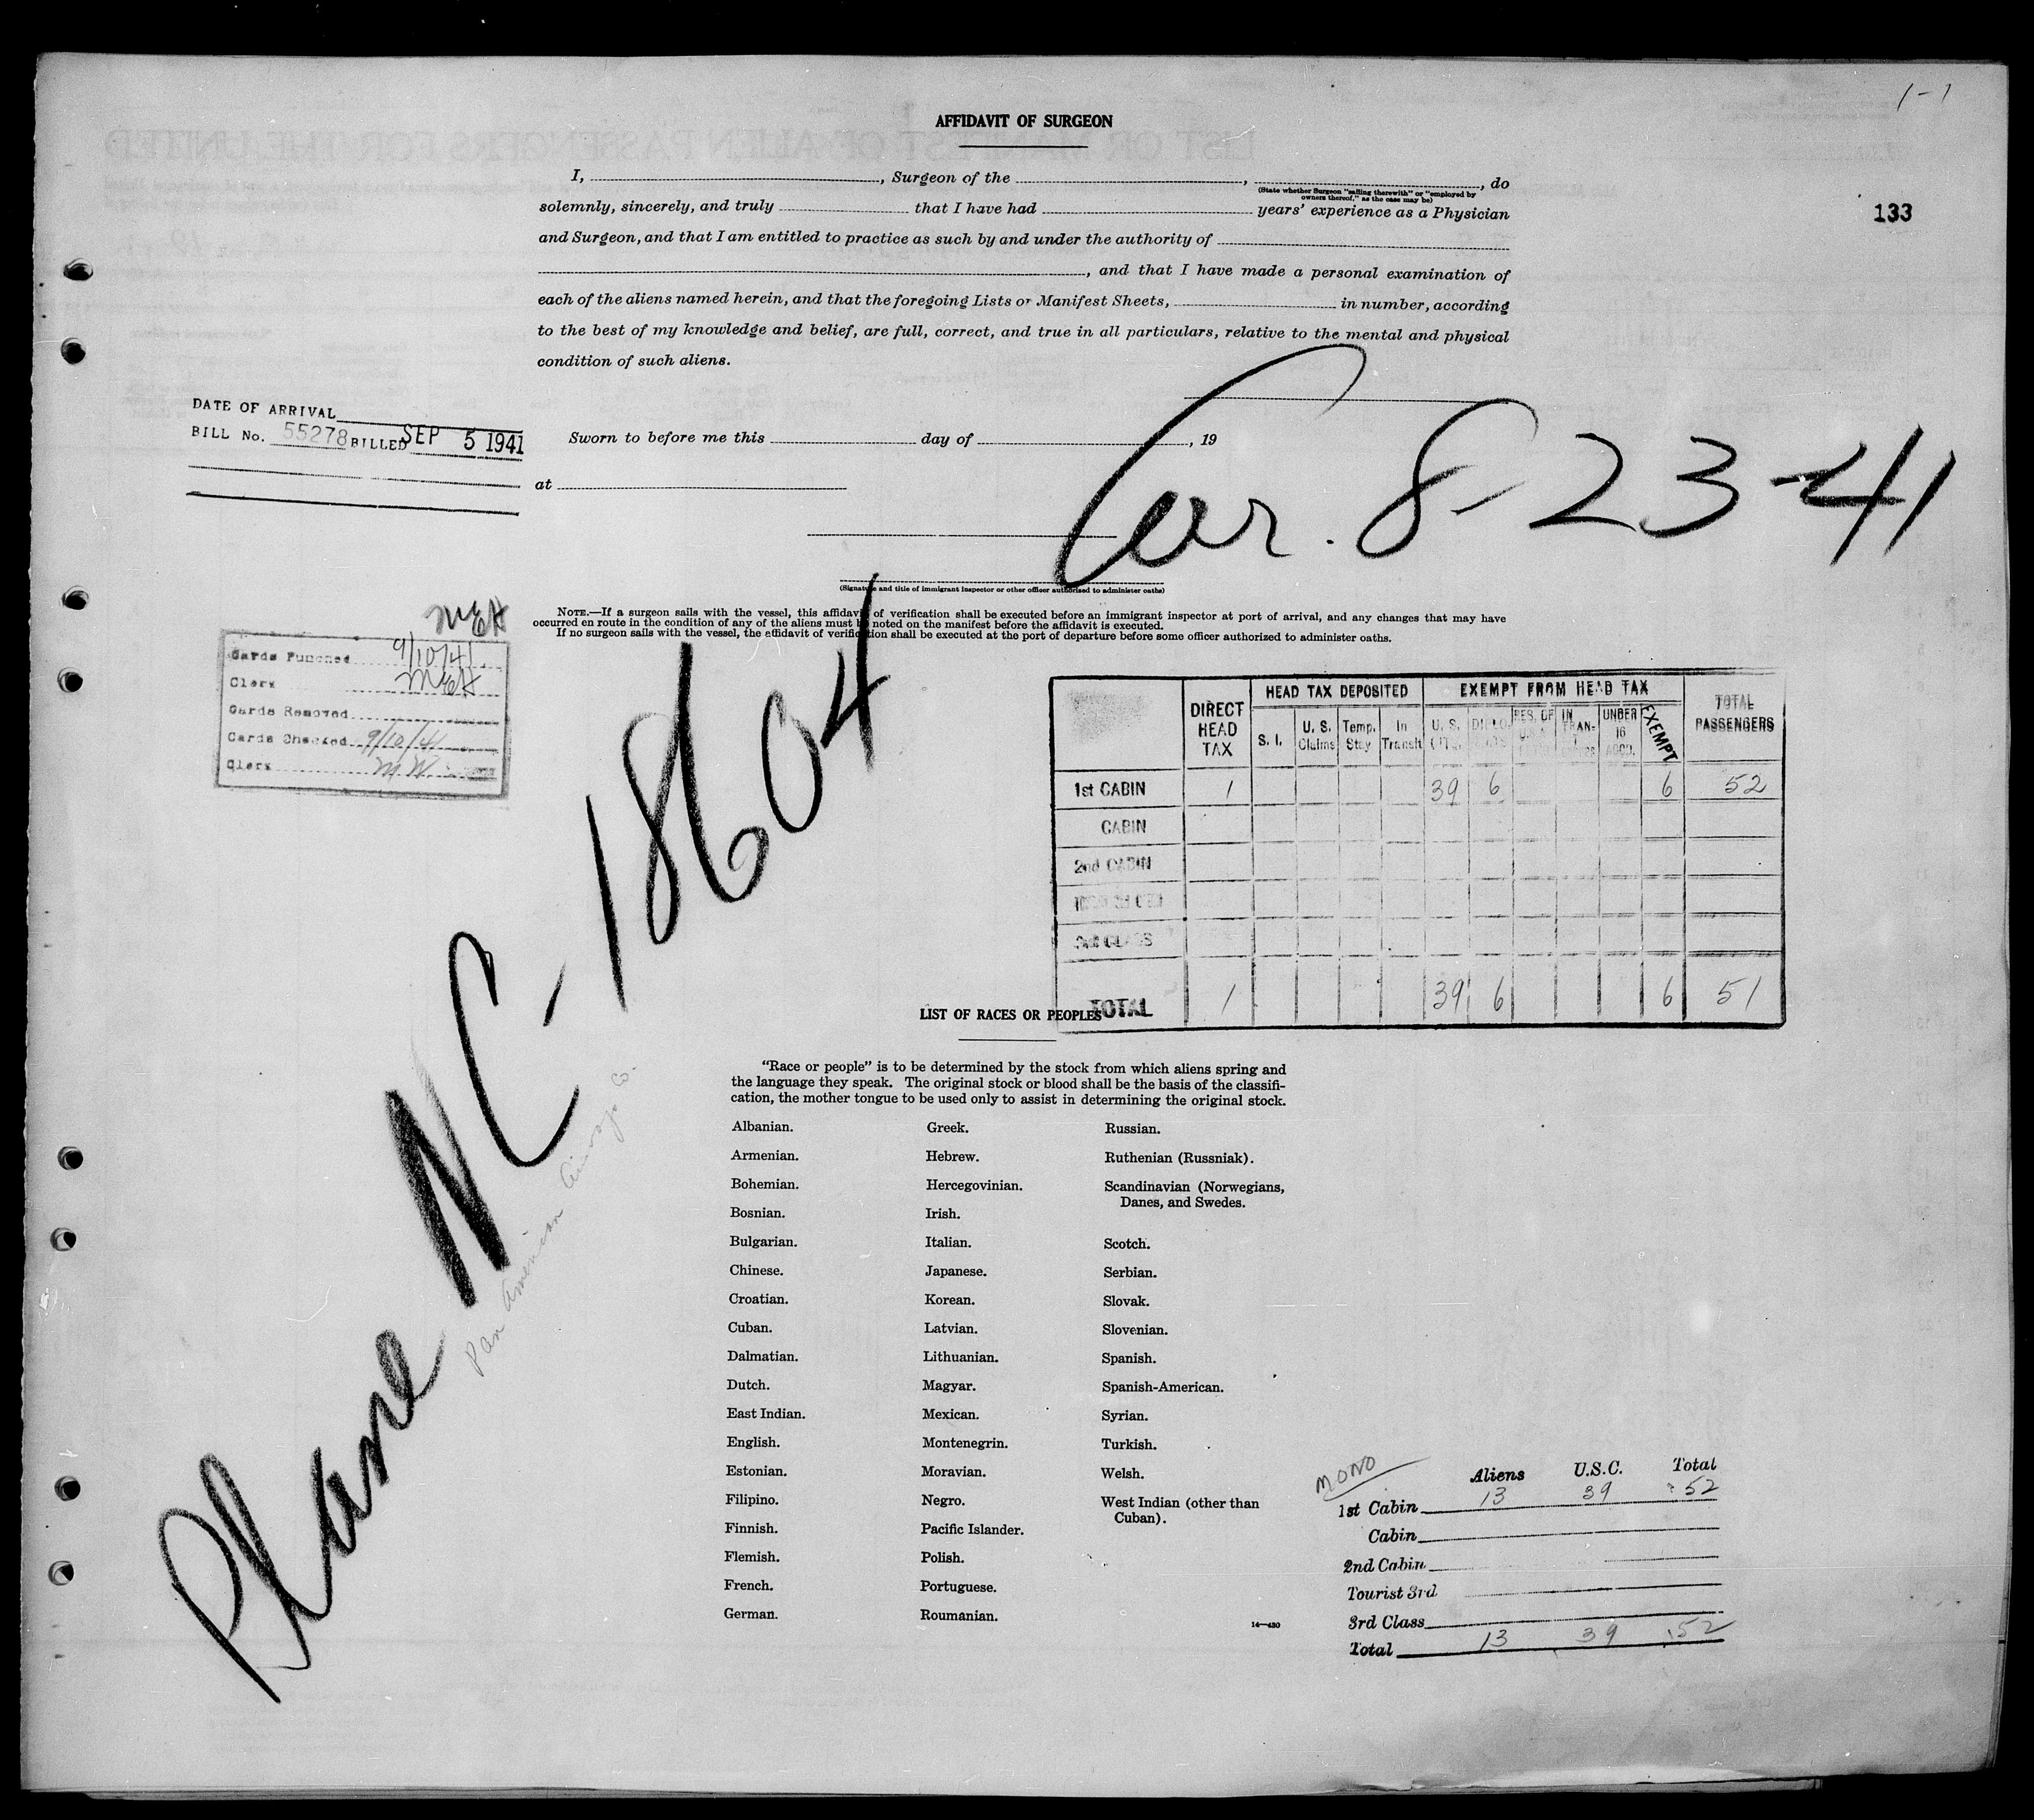 1-1
AFFIDAVIT OF SURGEON
133
I, , Surgeon of the , , do
(State whether Surgeon "sailing therewith" or "employed by
owners thereof," as the case may be)
solemnly, sincerely, and truly that I have had years' experience as a Physician
and Surgeon, and that I am entitled to practice as such by and under the authority of
, and that I have made a personal examination of
each of the aliens named herein, and that the foregoing Lists or Manifest Sheets, in number, according
to the best of my knowledge and belief, are full, correct, and true in all particulars, relative to the mental and physical
condition of such aliens.
DATE OF ARRIVAL
BILL No. 55278 BILLED SEP 5 1941
Sworn to before me this day of , 19
at
Arr. 8-23-41
(Signature and title of immigrant inspector or other officer authorized to administer oaths)
NOTE.—If a surgeon sails with the vessel, this affidavit of verification shall be executed before an immigrant inspector at port of arrival, and any changes that may have
occurred en route in the condition of any of the aliens must be noted on the manifest before the affidavit is executed.
If no surgeon sails with the vessel, the affidavit of verification shall be executed at the port of departure before some officer authorized to administer oaths.
MEH
Cards Punched 9/10/41
Clerk MEH
Cards Removed
Cards Checked 9/10/41
Clerk M W
Plane NC-18604
Pan American Airways Co.
DIRECT HEAD TAX
HEAD TAX DEPOSITED
EXEMPT FROM HEAD TAX
TOTAL PASSENGERS
S. I. U. S. Claims Temp. Stay In Transit U. S. RES. OF IN TRAN- UNDER 16 EXEMPT
1st CABIN 1 39 6 6 52
CABIN
2nd CABIN
3rd CLASS
TOTAL 1 39 6 6 51
LIST OF RACES OR PEOPLES
"Race or people" is to be determined by the stock from which aliens spring and
the language they speak. The original stock or blood shall be the basis of the classifi-
cation, the mother tongue to be used only to assist in determining the original stock.
Albanian. Greek. Russian.
Armenian. Hebrew. Ruthenian (Russniak).
Bohemian. Hercegovinian. Scandinavian (Norwegians,
Danes, and Swedes.
Bosnian. Irish.
Bulgarian. Italian. Scotch.
Chinese. Japanese. Serbian.
Croatian. Korean. Slovak.
Cuban. Latvian. Slovenian.
Dalmatian. Lithuanian. Spanish.
Dutch. Magyar. Spanish-American.
East Indian. Mexican. Syrian.
English. Montenegrin. Turkish.
Estonian. Moravian. Welsh.
Filipino. Negro. West Indian (other than
Cuban).
Finnish. Pacific Islander.
Flemish. Polish.
French. Portuguese.
German. Roumanian.
14—430
MONO
Aliens U.S.C. Total
1st Cabin 13 39 52
Cabin
2nd Cabin
Tourist 3rd
3rd Class
Total 13 39 52